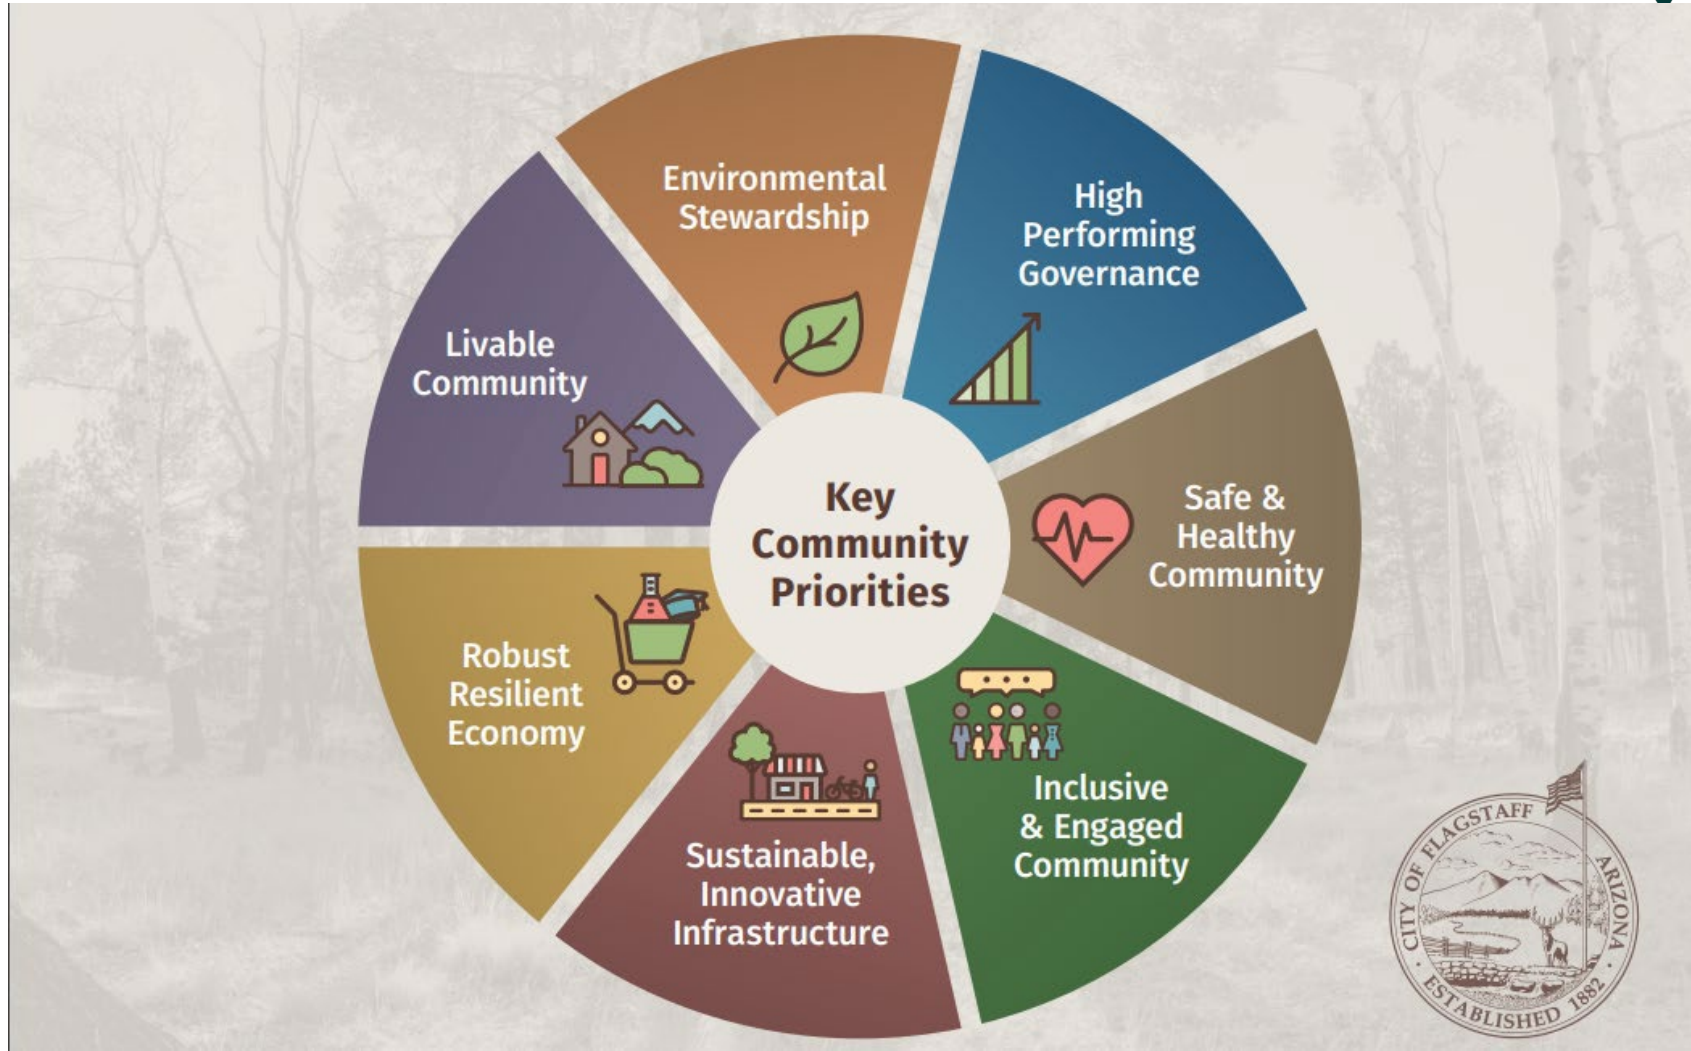 Environmental
Stewardship
High
Performing
Governance
Livable
Community
Key
Community
Priorities
Safe &
Healthy
Community
Robust
Resilient
Economy
Inclusive
& Engaged
Community
Sustainable,
Innovative
Infrastructure
CITY OF FLAGSTAFF ARIZONA
ESTABLISHED 1882